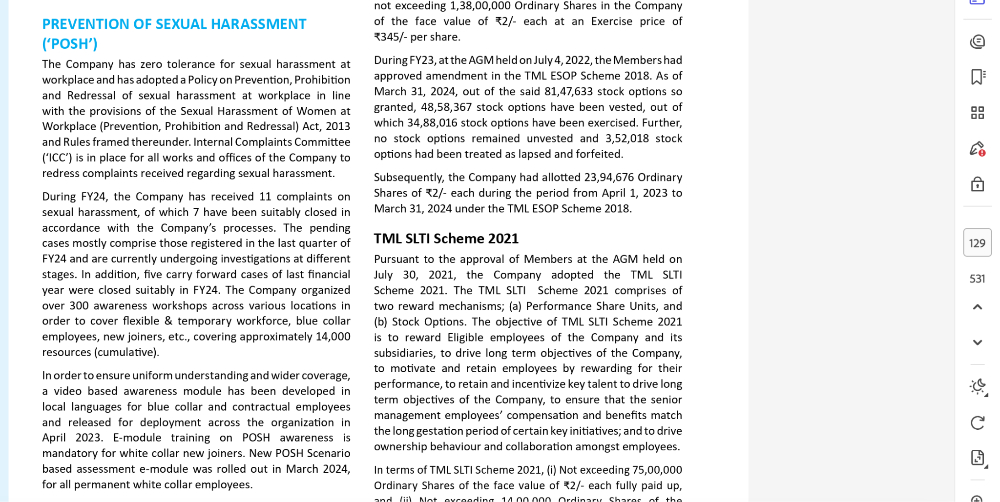 PREVENTION OF SEXUAL HARASSMENT
(‘POSH’)
The Company has zero tolerance for sexual harassment at
workplace and has adopted a Policy on Prevention, Prohibition
and Redressal of sexual harassment at workplace in line
with the provisions of the Sexual Harassment of Women at
Workplace (Prevention, Prohibition and Redressal) Act, 2013
and Rules framed thereunder. Internal Complaints Committee
(‘ICC’) is in place for all works and offices of the Company to
redress complaints received regarding sexual harassment.
During FY24, the Company has received 11 complaints on
sexual harassment, of which 7 have been suitably closed in
accordance with the Company’s processes. The pending
cases mostly comprise those registered in the last quarter of
FY24 and are currently undergoing investigations at different
stages. In addition, five carry forward cases of last financial
year were closed suitably in FY24. The Company organized
over 300 awareness workshops across various locations in
order to cover flexible & temporary workforce, blue collar
employees, new joiners, etc., covering approximately 14,000
resources (cumulative).
In order to ensure uniform understanding and wider coverage,
a video based awareness module has been developed in
local languages for blue collar and contractual employees
and released for deployment across the organization in
April 2023. E-module training on POSH awareness is
mandatory for white collar new joiners. New POSH Scenario
based assessment e-module was rolled out in March 2024,
for all permanent white collar employees.
not exceeding 1,38,00,000 Ordinary Shares in the Company
of the face value of ₹2/- each at an Exercise price of
₹345/- per share.
During FY23, at the AGM held on July 4, 2022, the Members had
approved amendment in the TML ESOP Scheme 2018. As of
March 31, 2024, out of the said 81,47,633 stock options so
granted, 48,58,367 stock options have been vested, out of
which 34,88,016 stock options have been exercised. Further,
no stock options remained unvested and 3,52,018 stock
options had been treated as lapsed and forfeited.
Subsequently, the Company had allotted 23,94,676 Ordinary
Shares of ₹2/- each during the period from April 1, 2023 to
March 31, 2024 under the TML ESOP Scheme 2018.
TML SLTI Scheme 2021
Pursuant to the approval of Members at the AGM held on
July 30, 2021, the Company adopted the TML SLTI
Scheme 2021. The TML SLTI Scheme 2021 comprises of
two reward mechanisms; (a) Performance Share Units, and
(b) Stock Options. The objective of TML SLTI Scheme 2021
is to reward Eligible employees of the Company and its
subsidiaries, to drive long term objectives of the Company,
to motivate and retain employees by rewarding for their
performance, to retain and incentivize key talent to drive long
term objectives of the Company, to ensure that the senior
management employees’ compensation and benefits match
the long gestation period of certain key initiatives; and to drive
ownership behaviour and collaboration amongst employees.
In terms of TML SLTI Scheme 2021, (i) Not exceeding 75,00,000
Ordinary Shares of the face value of ₹2/- each fully paid up,
and (ii) Not exceeding 14,00,000 Ordinary Shares of the
129
531